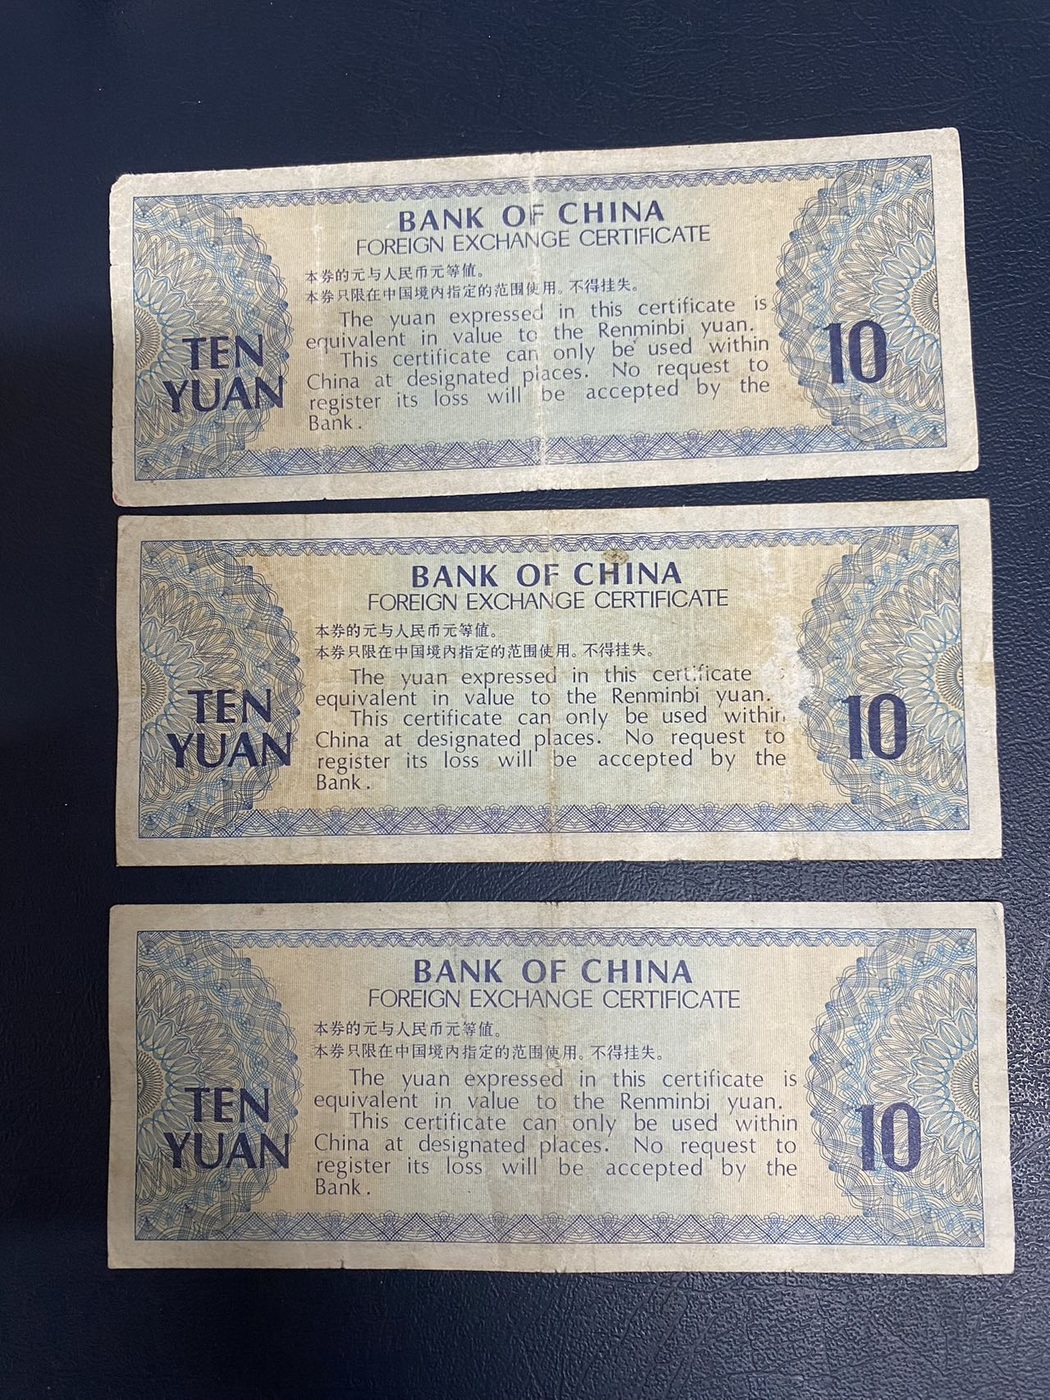 BANK OF CHINA
FOREIGN EXCHANGE CERTIFICATE
本券的元与人民币元等值。
本券只限在中国境内指定的范围使用。不得挂失。
The yuan expressed in this certificate is
equivalent in value to the Renminbi yuan.
This certificate can only be used within
China at designated places. No request to
register its loss will be accepted by the
Bank.
TEN
YUAN
10
BANK OF CHINA
FOREIGN EXCHANGE CERTIFICATE
本券的元与人民币元等值。
本券只限在中国境内指定的范围使用。不得挂失。
The yuan expressed in this certificate
equivalent in value to the Renminbi yuan.
This certificate can only be used within
China at designated places. No request to
register its loss will be accepted by the
Bank.
TEN
YUAN
10
BANK OF CHINA
FOREIGN EXCHANGE CERTIFICATE
本券的元与人民币元等值。
本券只限在中国境内指定的范围使用。不得挂失。
The yuan expressed in this certificate is
equivalent in value to the Renminbi yuan.
This certificate can only be used within
China at designated places. No request to
register its loss will be accepted by the
Bank.
TEN
YUAN
10